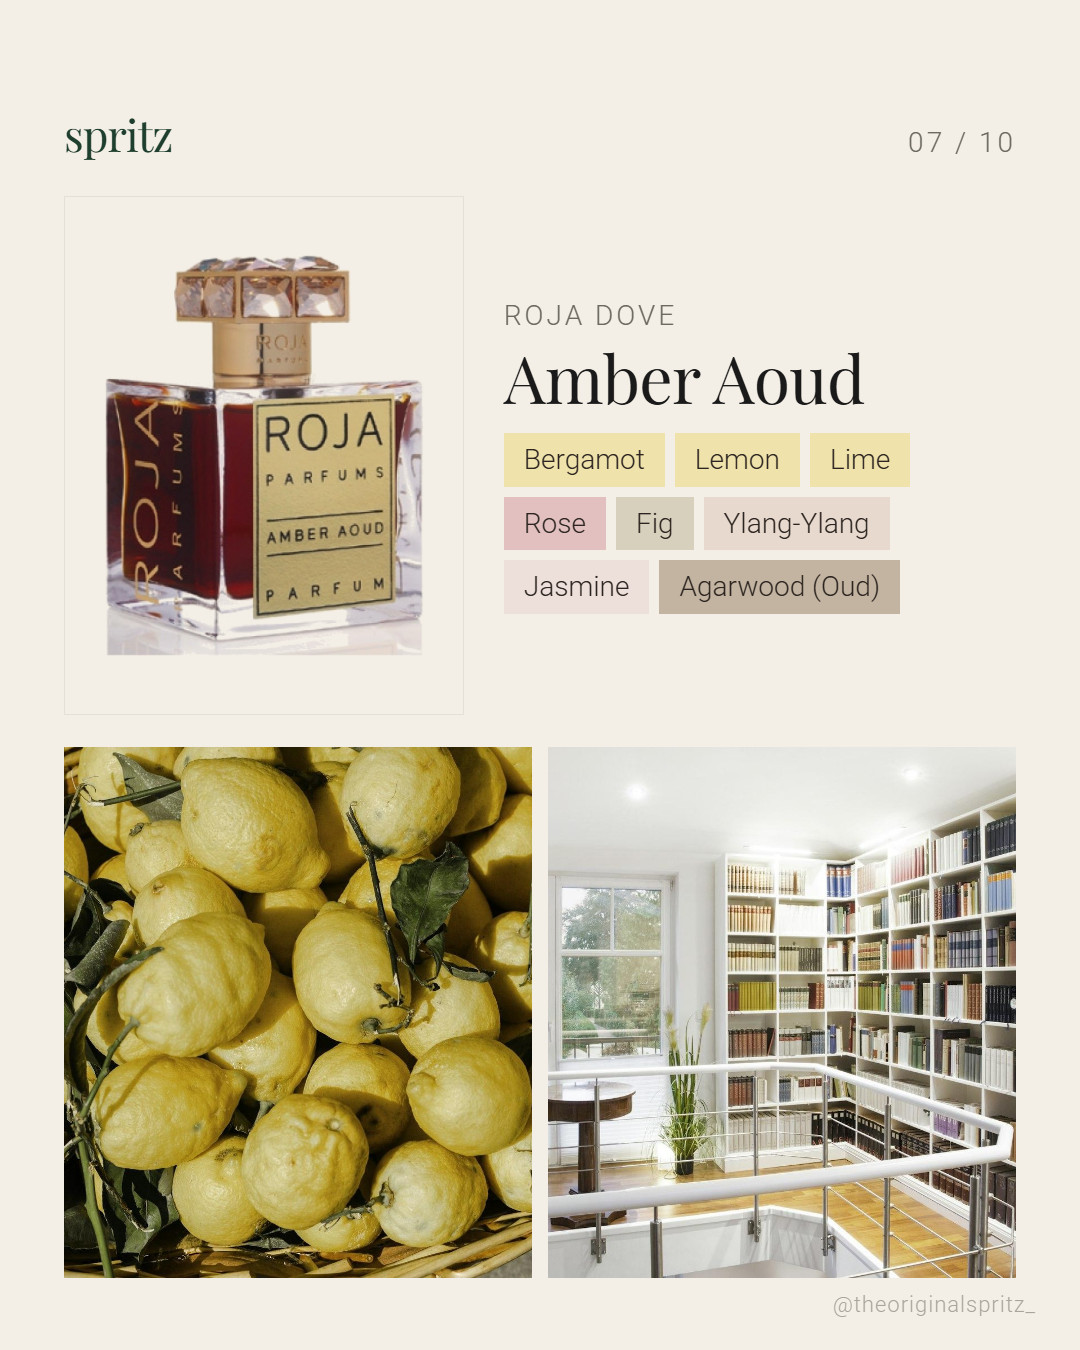 spritz
07 / 10
ROJA DOVE
Amber Aoud
Bergamot
Lemon
Lime
Rose
Fig
Ylang-Ylang
Jasmine
Agarwood (Oud)
ROJA
PARFUMS
ROJA
PARFUMS
AMBER AOUD
PARFUM
ROJA
@theoriginalspritz_